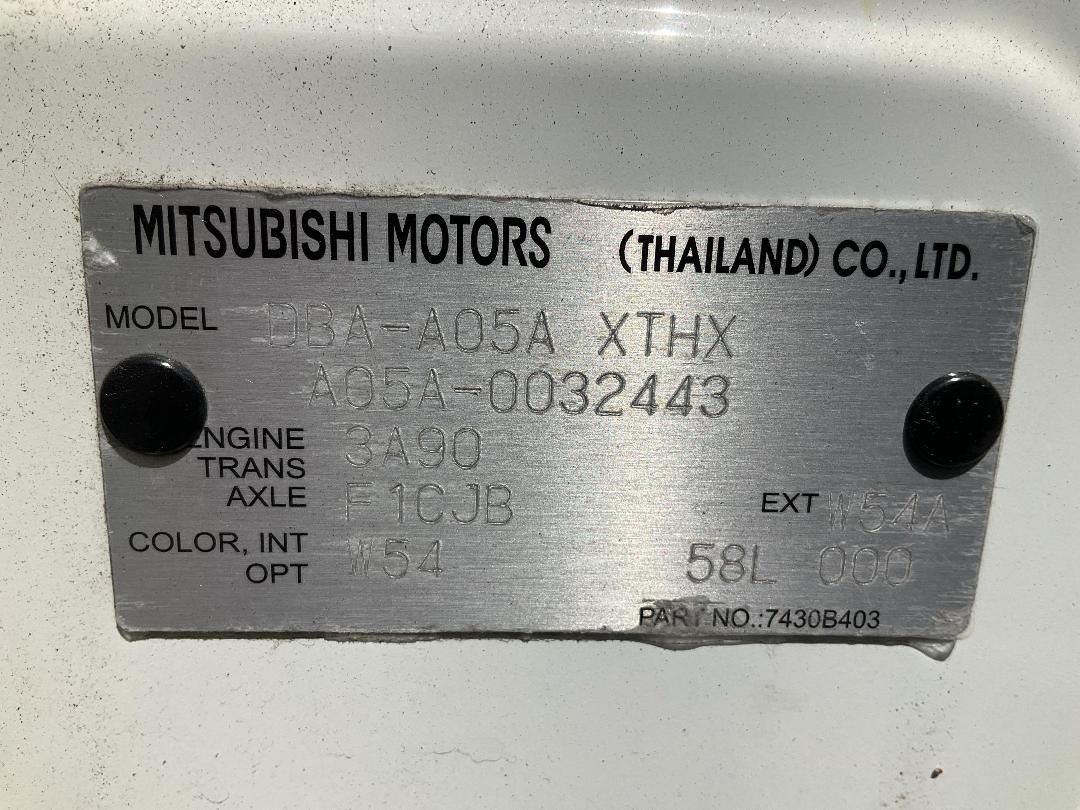 MITSUBISHI MOTORS (THAILAND) CO., LTD.
MODEL DBA-A05A XTHX
A05A-0032443
ENGINE 3A90
TRANS
AXLE F1CJB EXT W54A
COLOR, INT W54 58L 000
OPT
PART NO.:7430B403